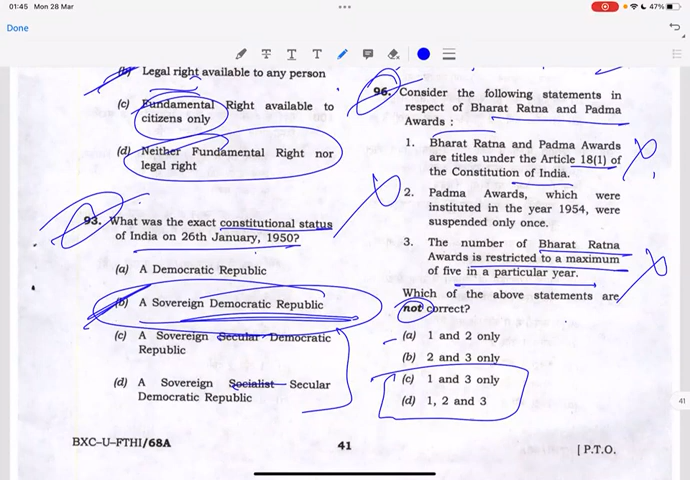 01:45 Mon 28 Mar
47%
Done
(b) Legal right available to any person
(c) Fundamental Right available to
citizens only
(d) Neither Fundamental Right nor
legal right
93. What was the exact constitutional status
of India on 26th January, 1950?
(a) A Democratic Republic
(b) A Sovereign Democratic Republic
(c) A Sovereign Secular Democratic
Republic
(d) A Sovereign Socialist Secular
Democratic Republic
96. Consider the following statements in
respect of Bharat Ratna and Padma
Awards :
1. Bharat Ratna and Padma Awards
are titles under the Article 18(1) of
the Constitution of India.
2. Padma Awards, which were
instituted in the year 1954, were
suspended only once.
3. The number of Bharat Ratna
Awards is restricted to a maximum
of five in a particular year.
Which of the above statements are
not correct?
(a) 1 and 2 only
(b) 2 and 3 only
(c) 1 and 3 only
(d) 1, 2 and 3
41
BXC-U-FTHI/68A
41
[ P.T.O.